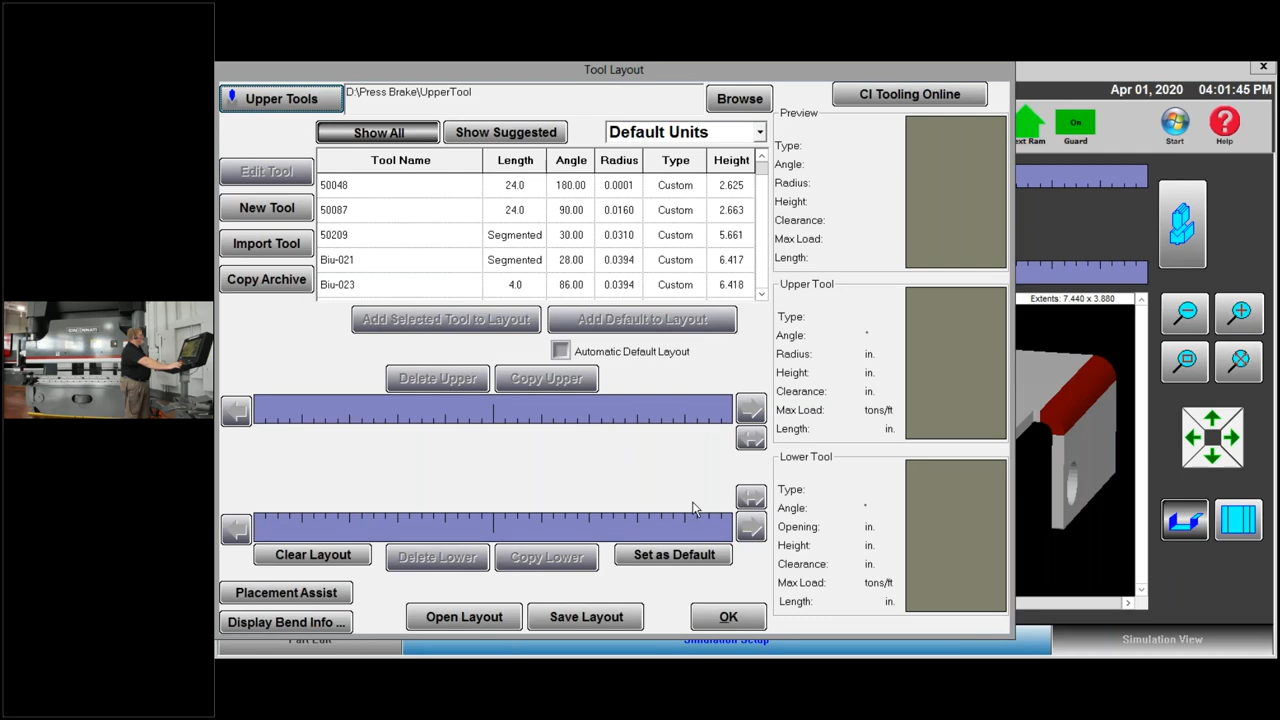 Tool Layout
x
Upper Tools
D:\Press Brake\UpperTool
Browse
CI Tooling Online
Apr 01, 2020 04:01:45 PM
Show All
Show Suggested
Default Units
On
ext Ram
Guard
Start
Help
Tool Name Length Angle Radius Type Height
50048 24.0 180.00 0.0001 Custom 2.625
50087 24.0 90.00 0.0160 Custom 2.663
50209 Segmented 30.00 0.0310 Custom 5.661
Biu-021 Segmented 28.00 0.0394 Custom 6.417
Biu-023 4.0 86.00 0.0394 Custom 6.418
Edit Tool
New Tool
Import Tool
Copy Archive
Preview
Type:
Angle:
Radius:
Height:
Clearance:
Max Load:
Length:
Extents: 7.440 x 3.880
Add Selected Tool to Layout
Add Default to Layout
Automatic Default Layout
Delete Upper
Copy Upper
Upper Tool
Type:
Angle: °
Radius: in.
Height: in.
Clearance: in.
Max Load: tons/ft
Length: in.
CINCINNATI
Lower Tool
Type:
Angle: °
Opening: in.
Height: in.
Clearance: in.
Max Load: tons/ft
Length: in.
Clear Layout
Delete Lower
Copy Lower
Set as Default
Placement Assist
Display Bend Info ...
Open Layout
Save Layout
OK
Part Edit
Simulation Setup
Simulation View